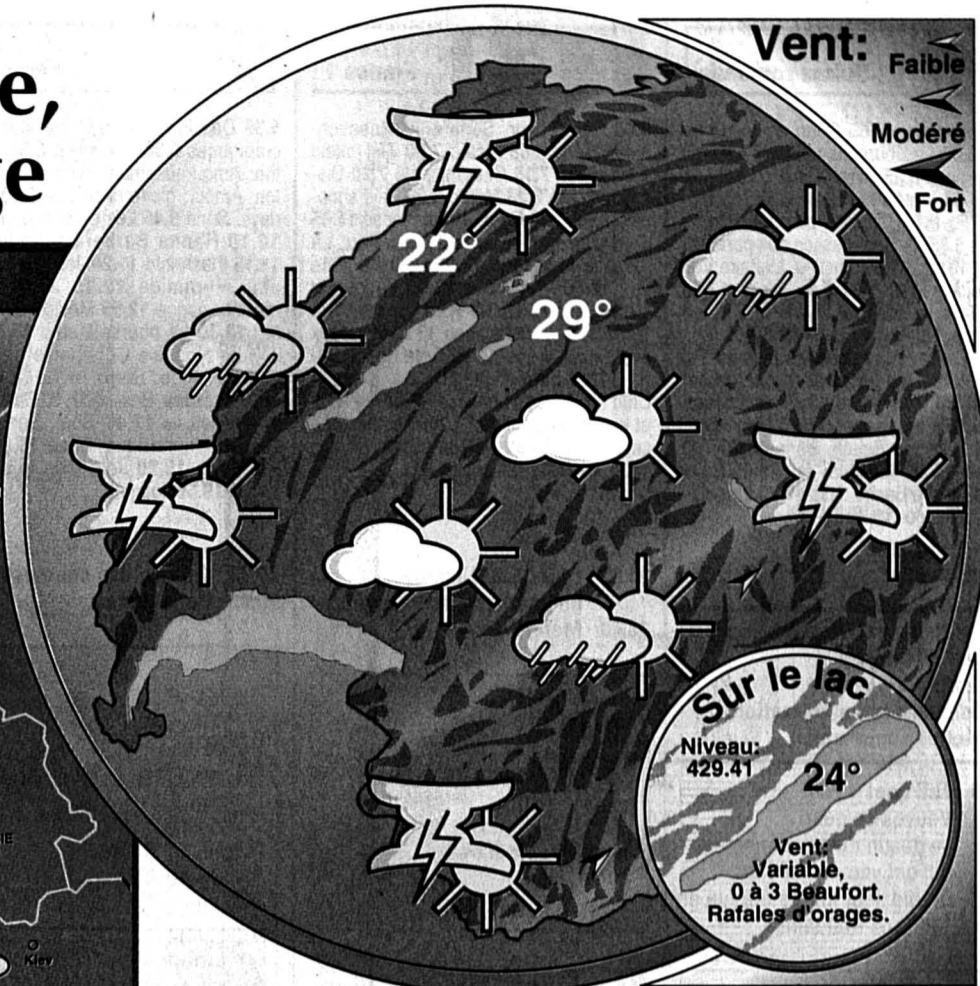 e,
ge
Vent:
Faible
Modéré
Fort
22°
29°
Sur le lac
Niveau:
429.41
24°
Vent:
Variable,
0 à 3 Beaufort.
Rafales d'orages.
IE
Kiev